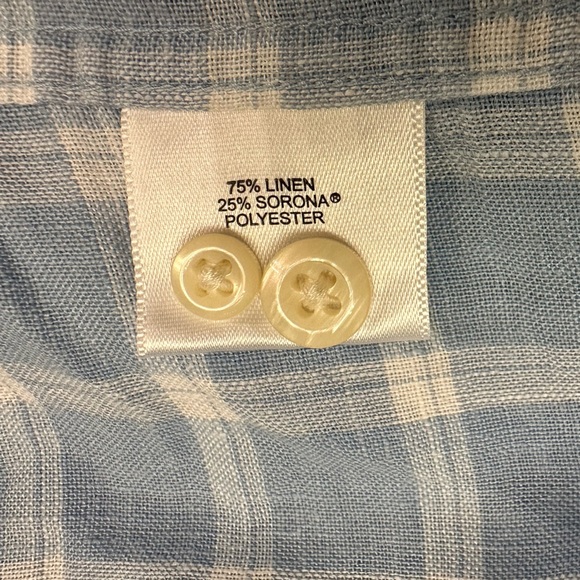 75% LINEN
25% SORONA®
POLYESTER